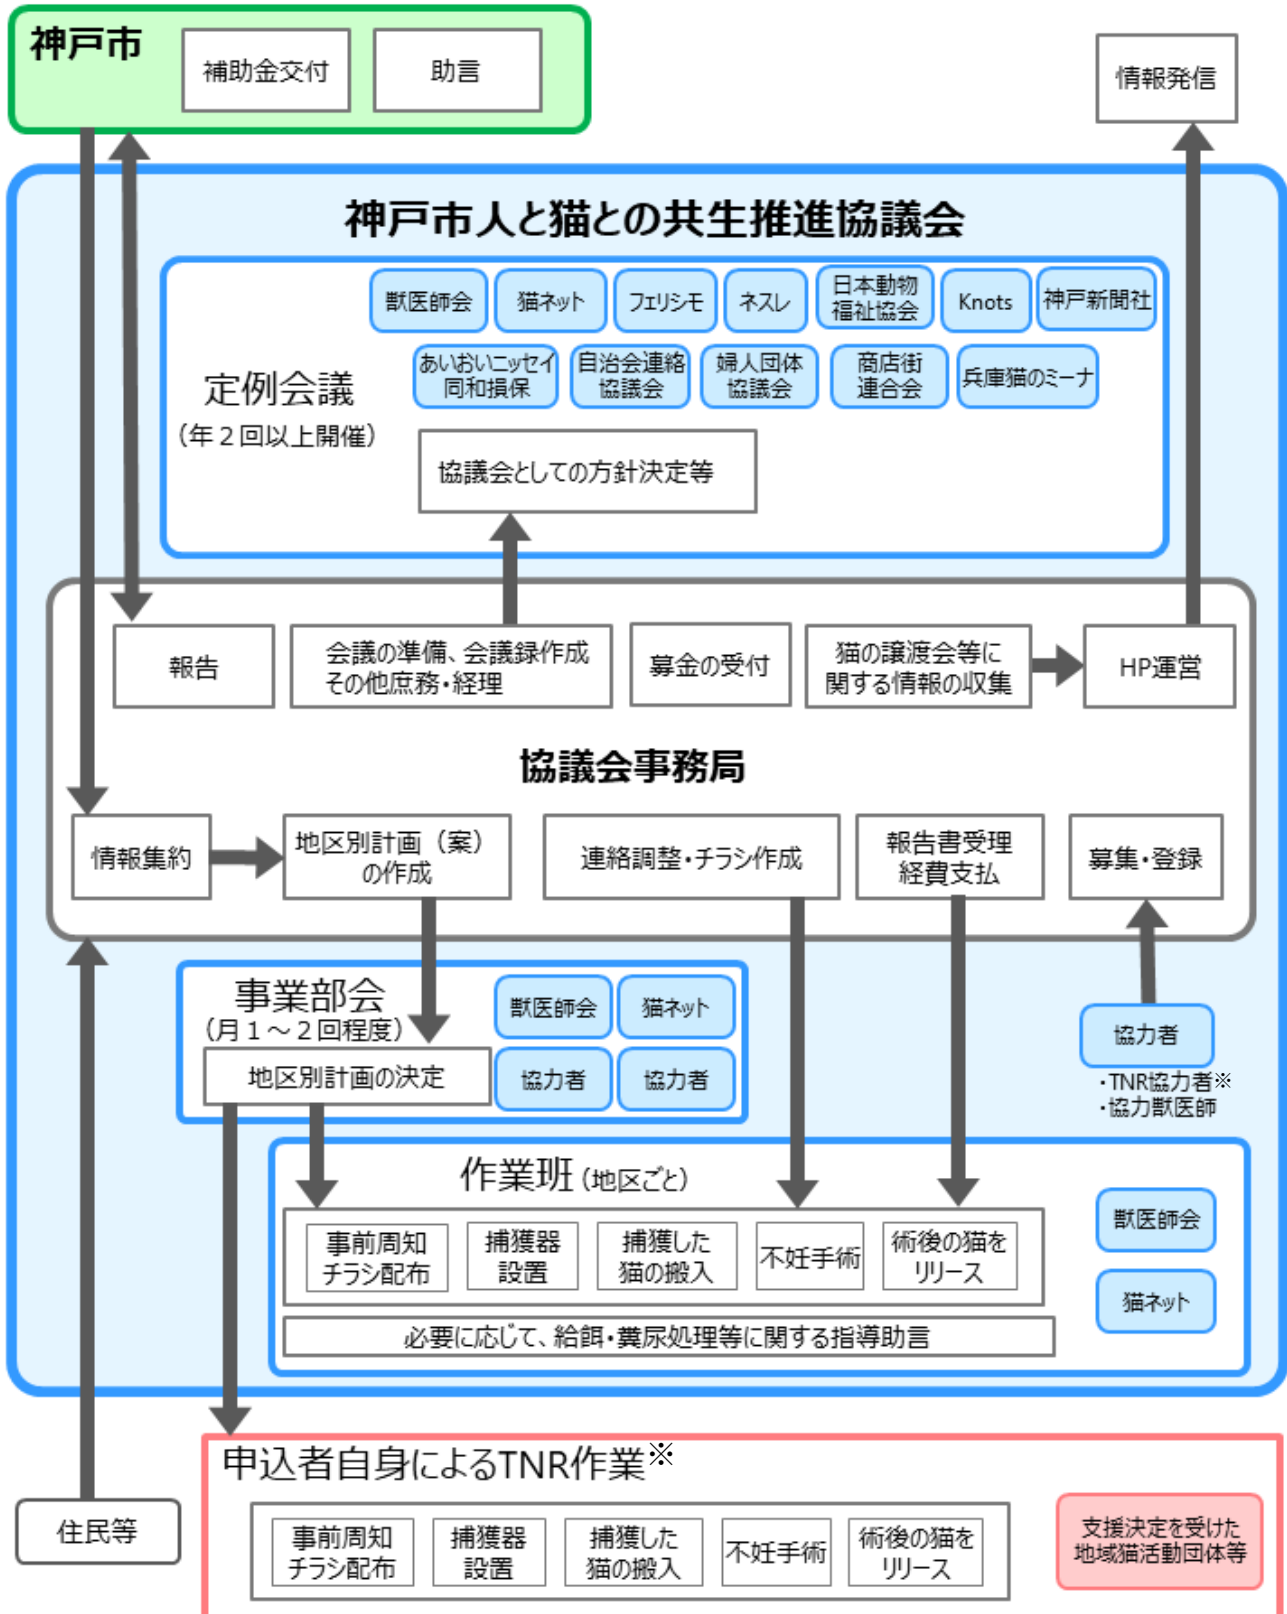 神戸市
補助金交付
助言
情報発信
神戸市人と猫との共生推進協議会
獣医師会
猫ネット
フェリシモ
ネスレ
日本動物
福祉協会
Knots
神戸新聞社
あいおいニッセイ
同和損保
自治会連絡
協議会
婦人団体
協議会
商店街
連合会
兵庫猫のミーナ
定例会議
(年２回以上開催)
協議会としての方針決定等
報告
会議の準備、会議録作成
その他庶務・経理
募金の受付
猫の譲渡会等に
関する情報の収集
HP運営
協議会事務局
情報集約
地区別計画（案）
の作成
連絡調整・チラシ作成
報告書受理
経費支払
募集・登録
事業部会
(月１～２回程度)
獣医師会
猫ネット
地区別計画の決定
協力者
協力者
協力者
・TNR協力者※
・協力獣医師
作業班(地区ごと)
事前周知
チラシ配布
捕獲器
設置
捕獲した
猫の搬入
不妊手術
術後の猫を
リリース
獣医師会
猫ネット
必要に応じて、給餌・糞尿処理等に関する指導助言
申込者自身によるTNR作業※
住民等
事前周知
チラシ配布
捕獲器
設置
捕獲した
猫の搬入
不妊手術
術後の猫を
リリース
支援決定を受けた
地域猫活動団体等